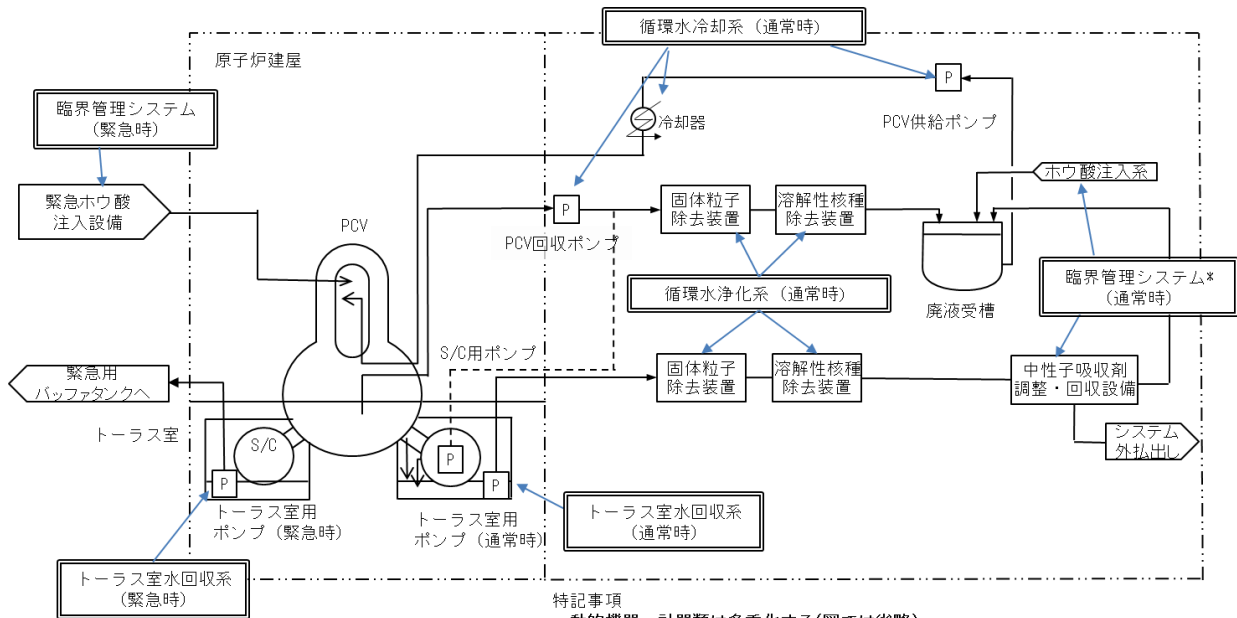 循環水冷却系 (通常時)
原子炉建屋
P
臨界管理システム
(緊急時)
冷却器
PCV供給ポンプ
緊急ホウ酸
注入設備
ホウ酸注入系
PCV
P
固体粒子
除去装置
溶解性核種
除去装置
PCV回収ポンプ
循環水浄化系 (通常時)
臨界管理システム*
(通常時)
廃液受槽
S/C用ポンプ
緊急用
バッファタンクへ
固体粒子
除去装置
溶解性核種
除去装置
中性子吸収剤
調整・回収設備
トーラス室
S/C
P
P
P
システム
外払出し
トーラス室用
ポンプ (緊急時)
トーラス室用
ポンプ (通常時)
トーラス室水回収系
(通常時)
トーラス室水回収系
(緊急時)
特記事項